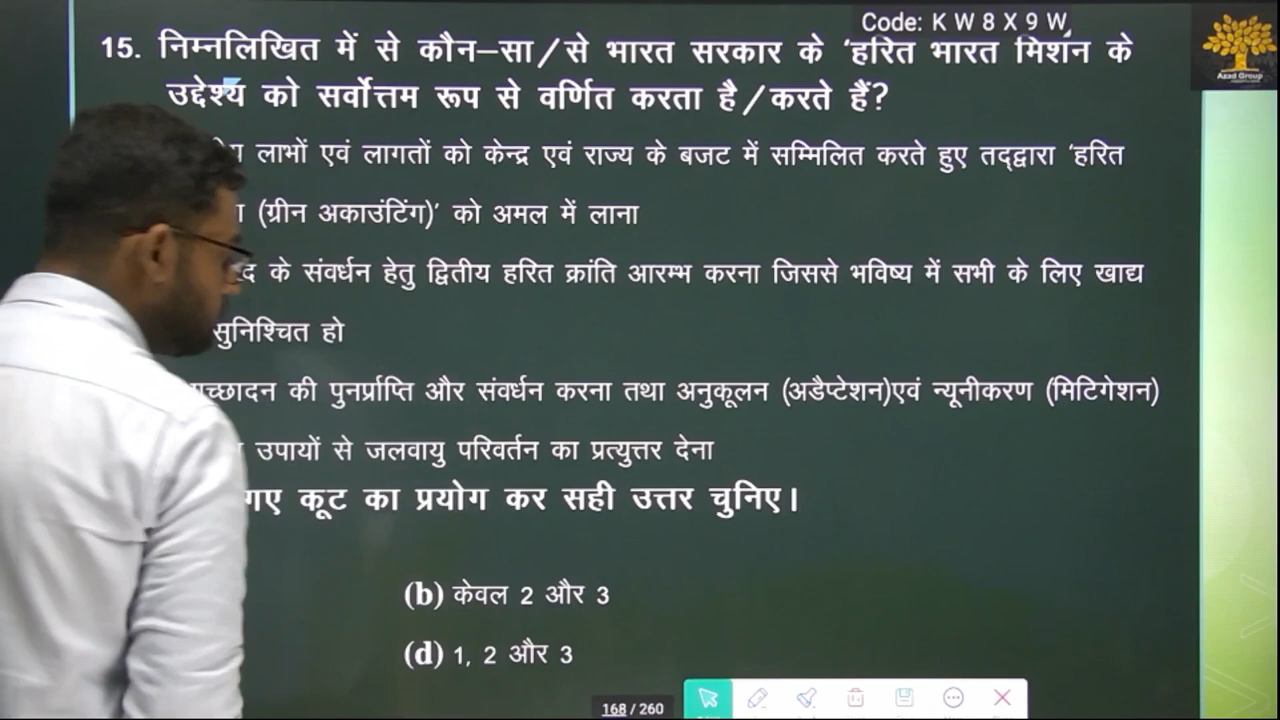 Code: K W 8 X 9 W
15. निम्नलिखित में से कौन–सा/से भारत सरकार के 'हरित भारत मिशन के
उद्देश्य को सर्वोत्तम रूप से वर्णित करता है/करते हैं?
लाभों एवं लागतों को केन्द्र एवं राज्य के बजट में सम्मिलित करते हुए तद्द्वारा 'हरित
(ग्रीन अकाउंटिंग)' को अमल में लाना
के संवर्धन हेतु द्वितीय हरित क्रांति आरम्भ करना जिससे भविष्य में सभी के लिए खाद्य
सुनिश्चित हो
की पुनर्प्राप्ति और संवर्धन करना तथा अनुकूलन (अडैप्टेशन)एवं न्यूनीकरण (मिटिगेशन)
उपायों से जलवायु परिवर्तन का प्रत्युत्तर देना
गए कूट का प्रयोग कर सही उत्तर चुनिए।
(b) केवल 2 और 3
(d) 1, 2 और 3
168 / 260
Azad Group